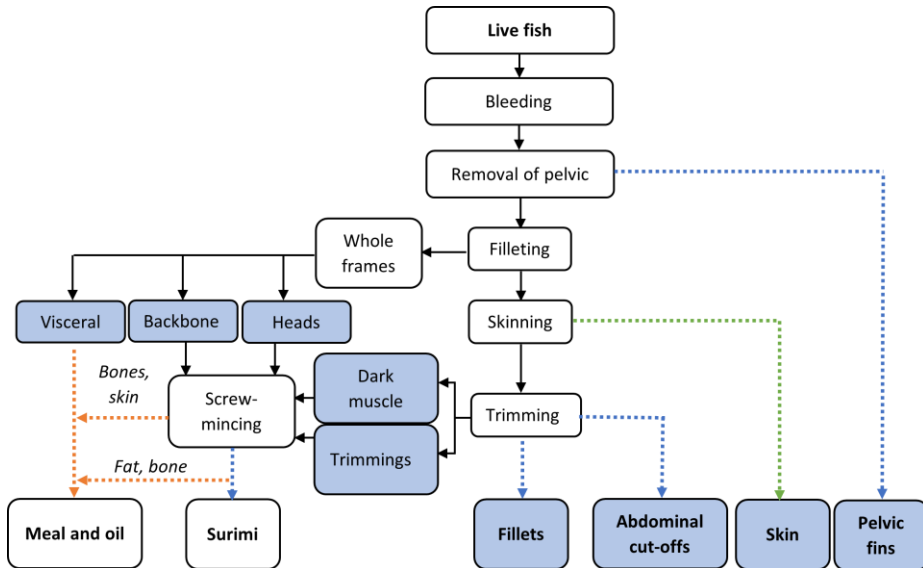 Live fish
Bleeding
Removal of pelvic
Whole
frames
Filleting
Visceral
Backbone
Heads
Skinning
Bones,
skin
Screw-
mincing
Dark
muscle
Trimming
Trimmings
Fat, bone
Meal and oil
Surimi
Fillets
Abdominal
cut-offs
Skin
Pelvic
fins